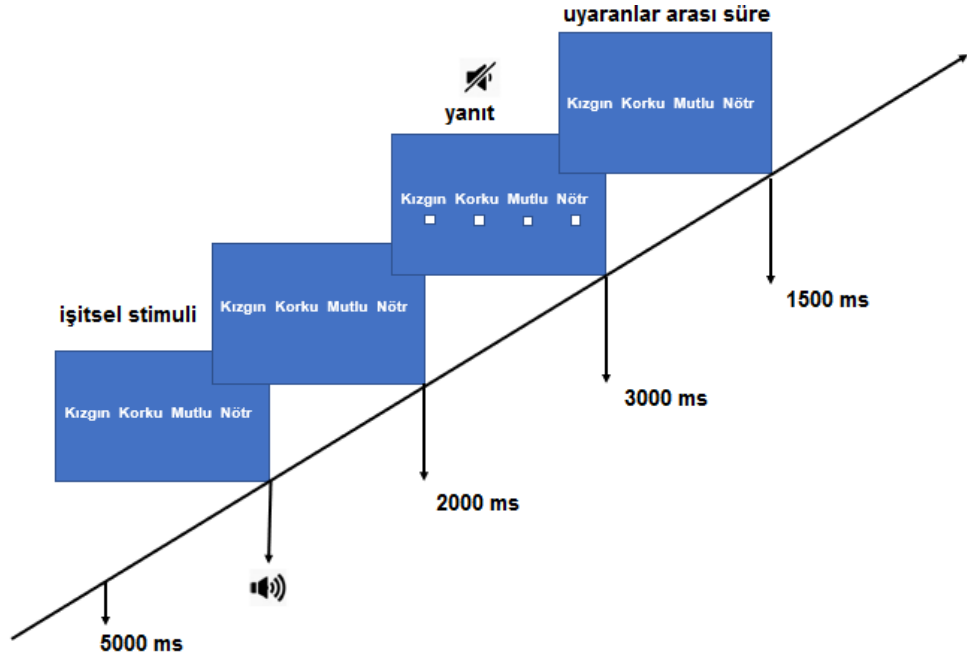 uyaranlar arası süre
Kızgın Korku Mutlu Nötr
yanıt
Kızgın Korku Mutlu Nötr
Kızgın Korku Mutlu Nötr
işitsel stimuli
Kızgın Korku Mutlu Nötr
1500 ms
3000 ms
2000 ms
5000 ms